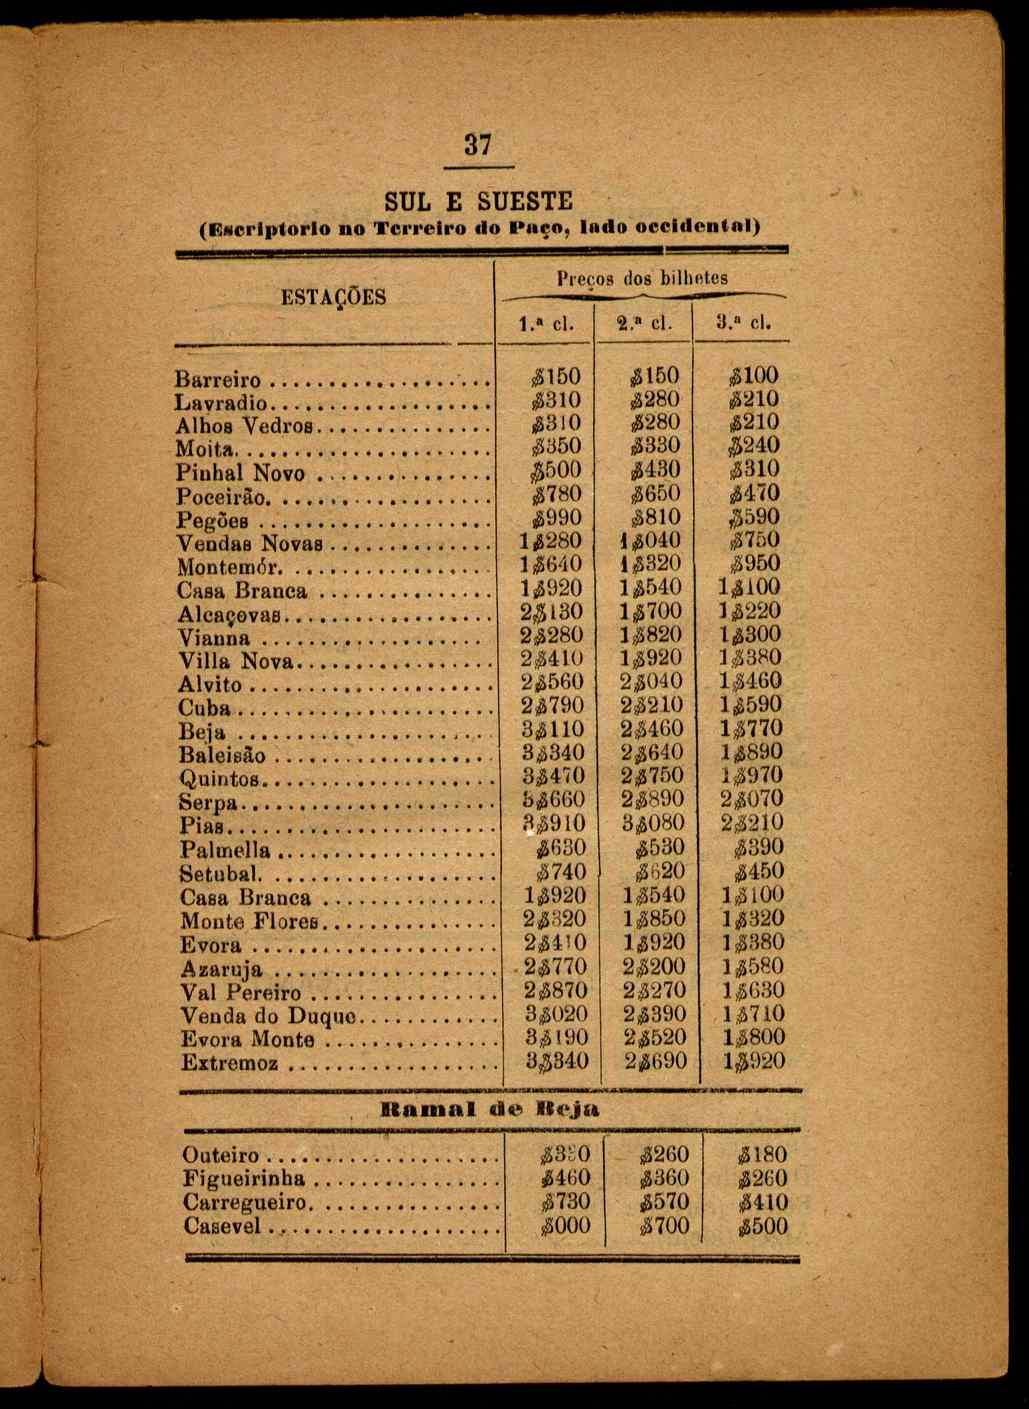 37
SUL E SUESTE
(Escriptorio no Terreiro do Paço, lado occidental)
ESTAÇÕES
Preços dos bilhetes
1.ª cl. 2.ª cl. 3.ª cl.
Barreiro $150 $150 $100
Lavradio $310 $280 $210
Alhos Vedros $310 $280 $210
Moita $350 $330 $240
Pinhal Novo $500 $430 $310
Poceirão $780 $650 $470
Pegões $990 $810 $590
Vendas Novas 1$280 1$040 $750
Montemór 1$640 1$320 $950
Casa Branca 1$920 1$540 1$100
Alcaçovas 2$130 1$700 1$220
Vianna 2$280 1$820 1$300
Villa Nova 2$410 1$920 1$380
Alvito 2$560 2$040 1$460
Cuba 2$790 2$210 1$590
Beja 3$110 2$460 1$770
Baleisão 3$340 2$640 1$890
Quintos 3$470 2$750 1$970
Serpa 3$660 2$890 2$070
Pias 3$910 3$080 2$210
Palmella $630 $530 $390
Setubal $740 $620 $450
Casa Branca 1$920 1$540 1$100
Monte Flores 2$320 1$850 1$320
Evora 2$410 1$920 1$380
Azaruja 2$770 2$200 1$580
Val Pereiro 2$870 2$270 1$630
Venda do Duque 3$020 2$390 1$710
Evora Monte 3$190 2$520 1$800
Extremoz 3$340 2$690 1$920
Ramal de Beja
Outeiro $260 $180
Figueirinha $460 $360 $260
Carregueiro $730 $570 $410
Casevel $000 $700 $500